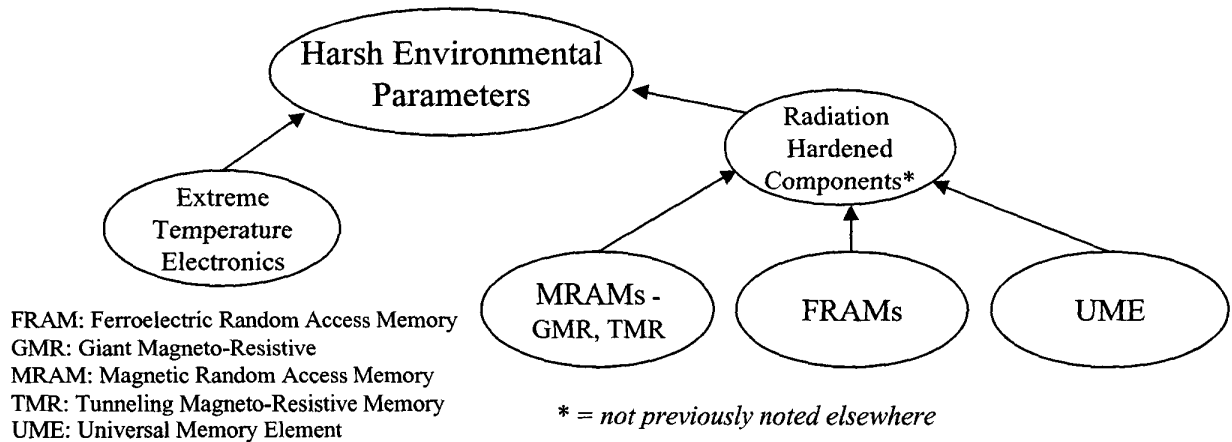 Harsh Environmental
Parameters
Radiation
Hardened
Components*
Extreme
Temperature
Electronics
MRAMs -
GMR, TMR
FRAMs
UME
FRAM: Ferroelectric Random Access Memory
GMR: Giant Magneto-Resistive
MRAM: Magnetic Random Access Memory
TMR: Tunneling Magneto-Resistive Memory
UME: Universal Memory Element
* = not previously noted elsewhere